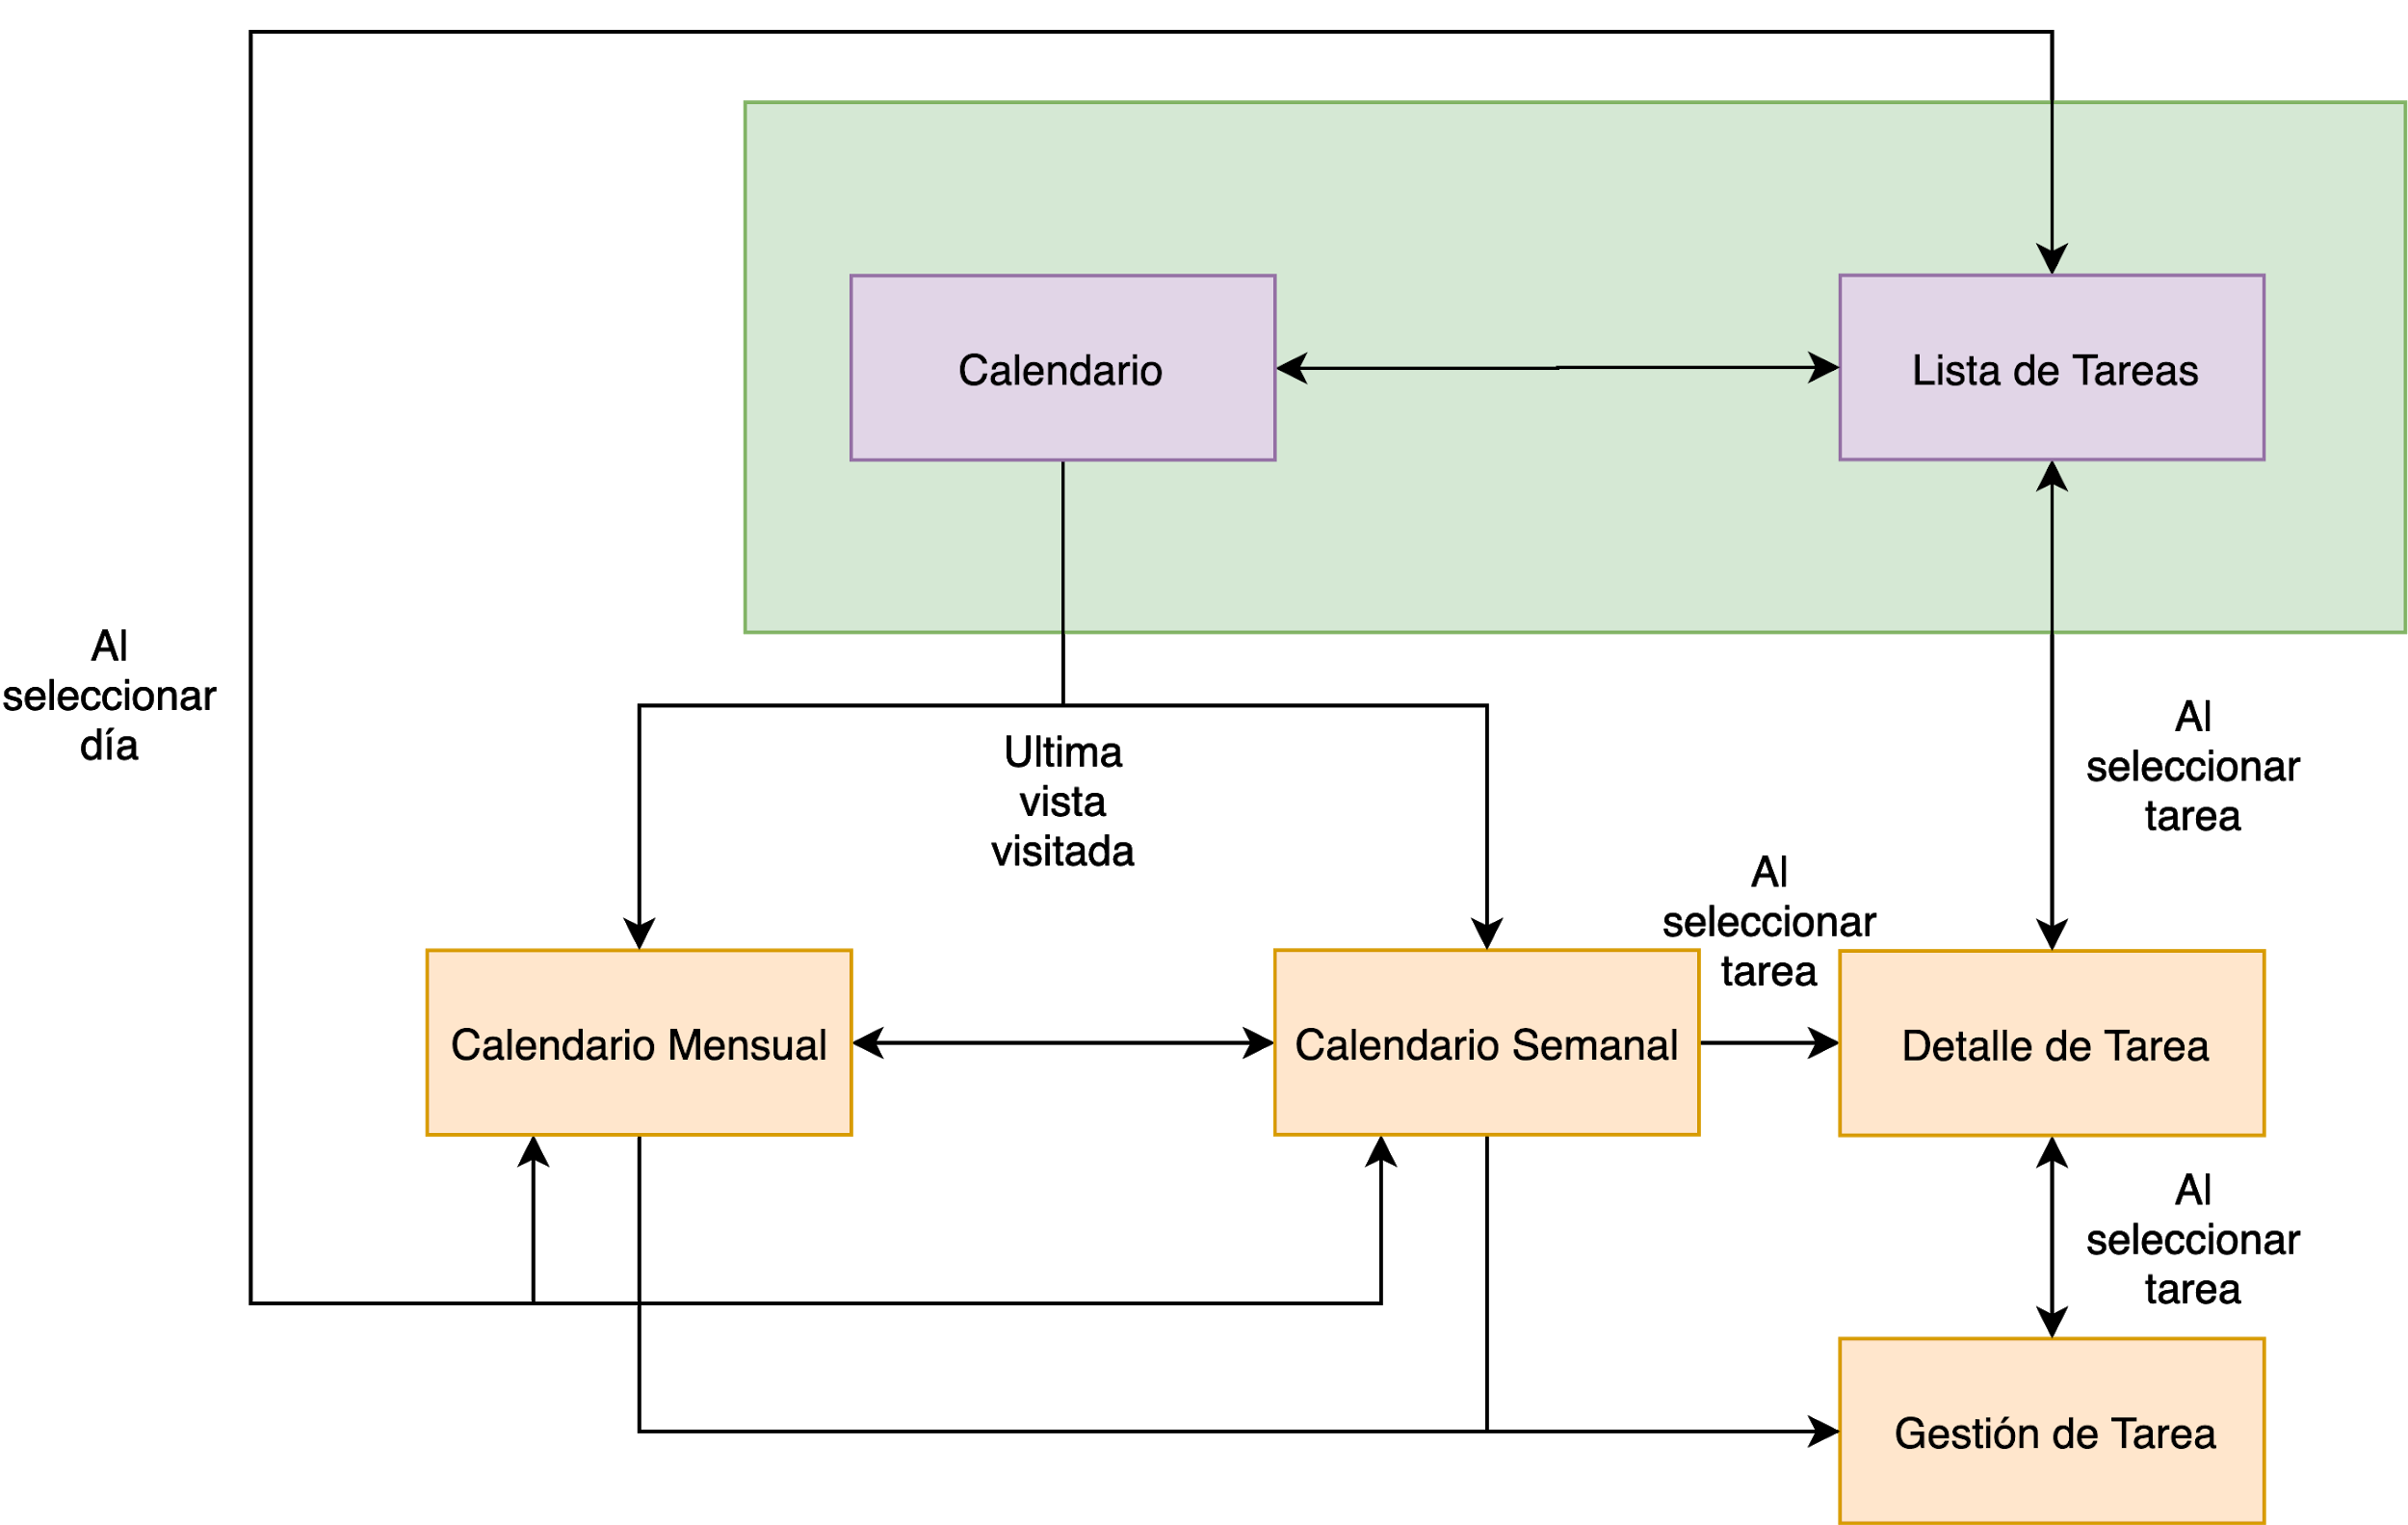 Calendario
Lista de Tareas
Al
seleccionar
día
Ultima
vista
visitada
Al
seleccionar
tarea
Al
seleccionar
tarea
Calendario Mensual
Calendario Semanal
Detalle de Tarea
Al
seleccionar
tarea
Gestión de Tarea